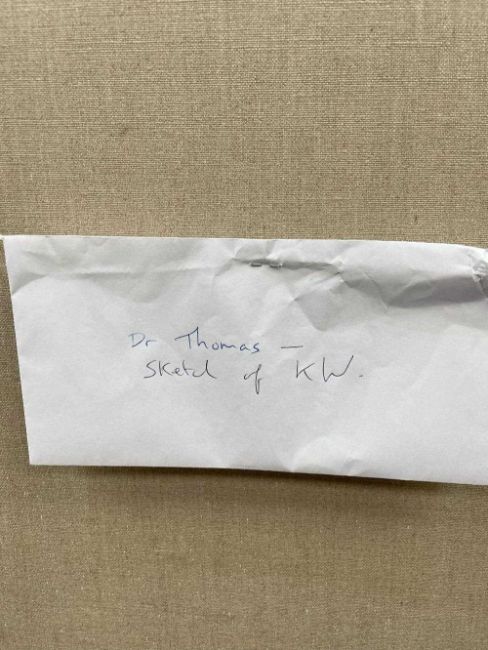 Dr Thomas —
Sketch of KW.